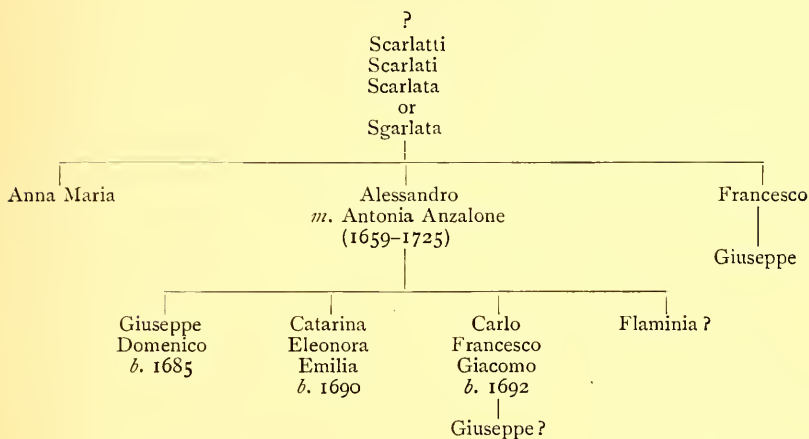 ?
Scarlatti
Scarlati
Scarlata
or
Sgarlata
Anna Maria
Alessandro
m. Antonia Anzalone
(1659–1725)
Francesco
Giuseppe
Giuseppe
Domenico
b. 1685
Catarina
Eleonora
Emilia
b. 1690
Carlo
Francesco
Giacomo
b. 1692
Giuseppe ?
Flaminia ?